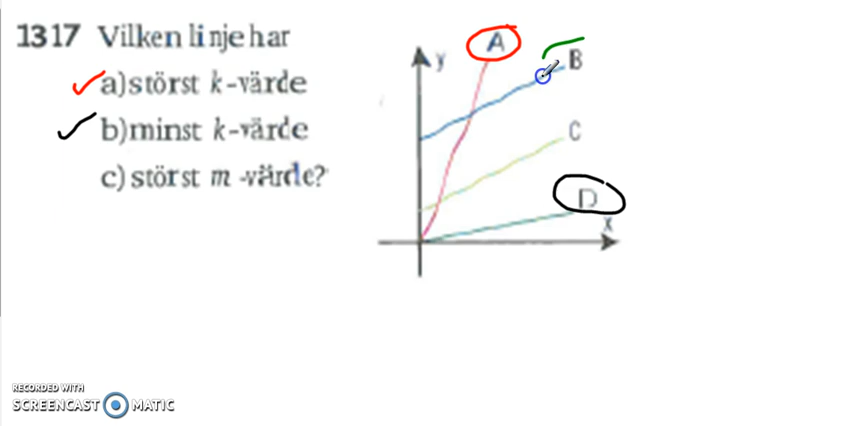 1317 Vilken linje har
a) störst k-värde
b) minst k-värde
c) störst m-värde?
A
y
B
C
D
x
RECORDED WITH
SCREENCAST MATIC